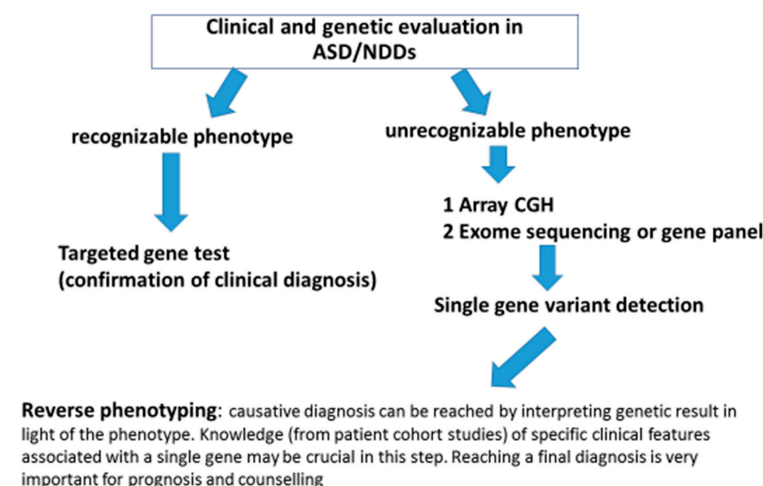 Clinical and genetic evaluation in
ASD/NDDs
recognizable phenotype
unrecognizable phenotype
1 Array CGH
2 Exome sequencing or gene panel
Targeted gene test
(confirmation of clinical diagnosis)
Single gene variant detection
Reverse phenotyping: causative diagnosis can be reached by interpreting genetic result in
light of the phenotype. Knowledge (from patient cohort studies) of specific clinical features
associated with a single gene may be crucial in this step. Reaching a final diagnosis is very
important for prognosis and counselling